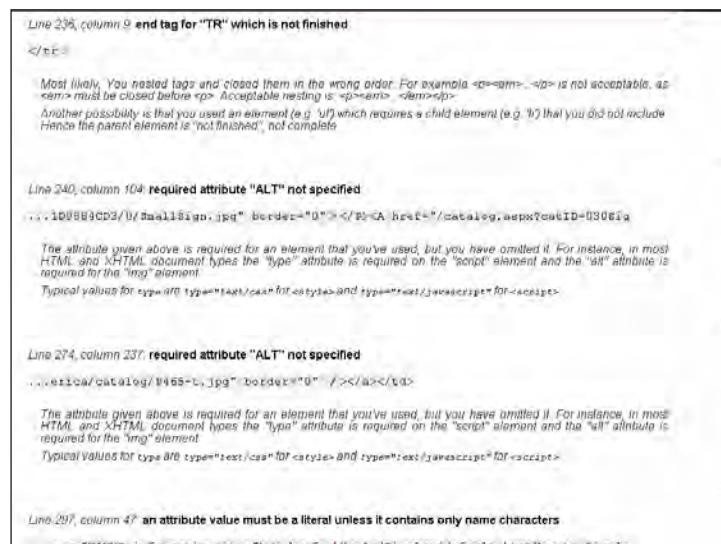 Line 236, column 9: end tag for "TR" which is not finished
</tr>
Most likely, You nested tags and closed them in the wrong order. For example <p><em>...</p> is not acceptable, as
<em> must be closed before <p>. Acceptable nesting is: <p><em>...</em></p>
Another possibility is that you used an element (e.g. 'ul') which requires a child element (e.g. 'li') that you did not include.
Hence the parent element is "not finished", not complete.
Line 240, column 104: required attribute "ALT" not specified
SmallSign.jpg" border="0"></P><A href="/catalog.aspx?catID=
The attribute given above is required for an element that you've used, but you have omitted it. For instance, in most
HTML and XHTML document types the "type" attribute is required on the "script" element and the "alt" attribute is
required for the "img" element.
Typical values for type are type="text/css" for <style> and type="text/javascript" for <script>.
Line 274, column 237: required attribute "ALT" not specified
...erica/catalog/P465-t.jpg" border="0" /></a></td>
The attribute given above is required for an element that you've used, but you have omitted it. For instance, in most
HTML and XHTML document types the "type" attribute is required on the "script" element and the "alt" attribute is
required for the "img" element.
Typical values for type are type="text/css" for <style> and type="text/javascript" for <script>.
Line 297, column 47: an attribute value must be a literal unless it contains only name characters